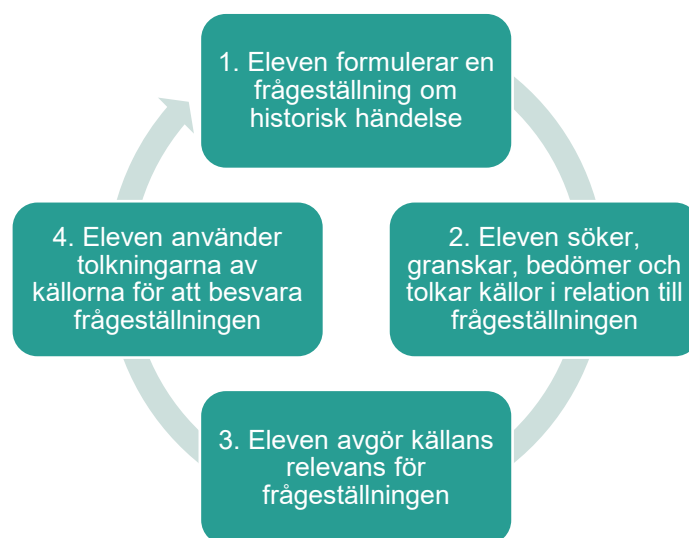 1. Eleven formulerar en
frågeställning om
historisk händelse
2. Eleven söker,
granskar, bedömer och
tolkar källor i relation till
frågeställningen
3. Eleven avgör källans
relevans för
frågeställningen
4. Eleven använder
tolkningarna av
källorna för att besvara
frågeställningen